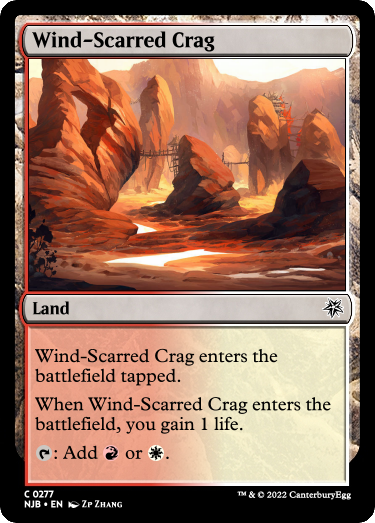 Wind-Scarred Crag
Land
Wind-Scarred Crag enters the
battlefield tapped.
When Wind-Scarred Crag enters the
battlefield, you gain 1 life.
: Add or .
C 0277
NJB • EN Zp Zhang
™ & © 2022 CanterburyEgg